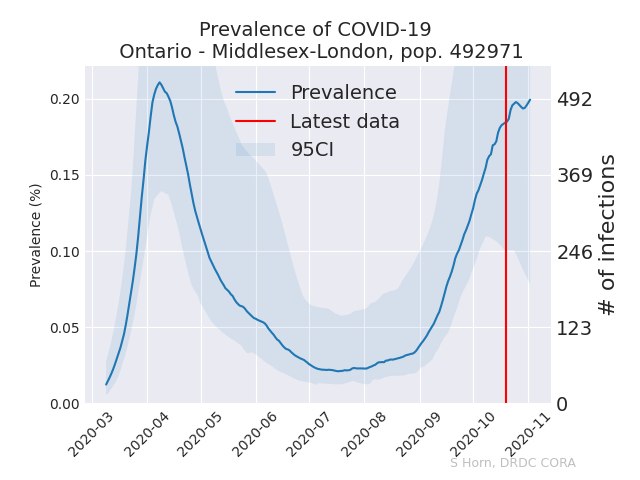 Prevalence of COVID-19
Ontario - Middlesex-London, pop. 492971
Prevalence
Latest data
95CI
Prevalence (%)
0.20
0.15
0.10
0.05
0.00
492
369
246
123
0
# of infections
2020-03
2020-04
2020-05
2020-06
2020-07
2020-08
2020-09
2020-10
2020-11
S Horn, DRDC CORA